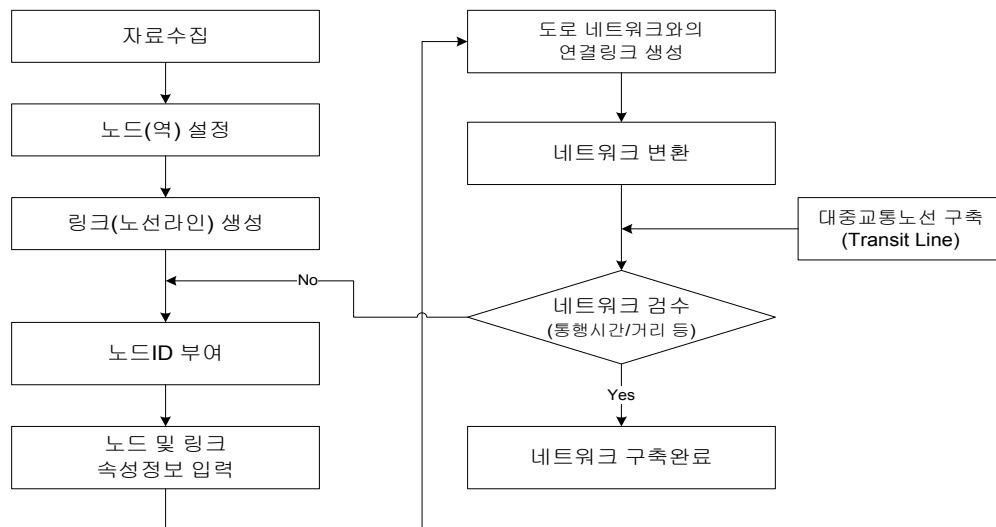 자료수집
노드(역) 설정
링크(노선라인) 생성
노드ID 부여
노드 및 링크
속성정보 입력
도로 네트워크와의
연결링크 생성
네트워크 변환
대중교통노선 구축
(Transit Line)
네트워크 검수
(통행시간/거리 등)
No
Yes
네트워크 구축완료